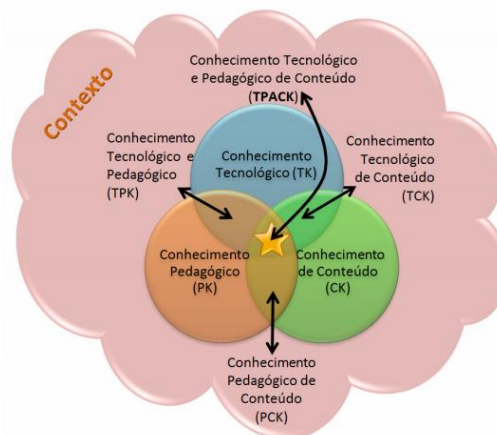 Contexto
Conhecimento Tecnológico
e Pedagógico de Conteúdo
(TPACK)
Conhecimento
Tecnológico e
Pedagógico
(TPK)
Conhecimento
Tecnológico (TK)
Conhecimento
Tecnológico
de Conteúdo
(TCK)
Conhecimento
Pedagógico
(PK)
Conhecimento
de Conteúdo
(CK)
Conhecimento
Pedagógico de
Conteúdo
(PCK)